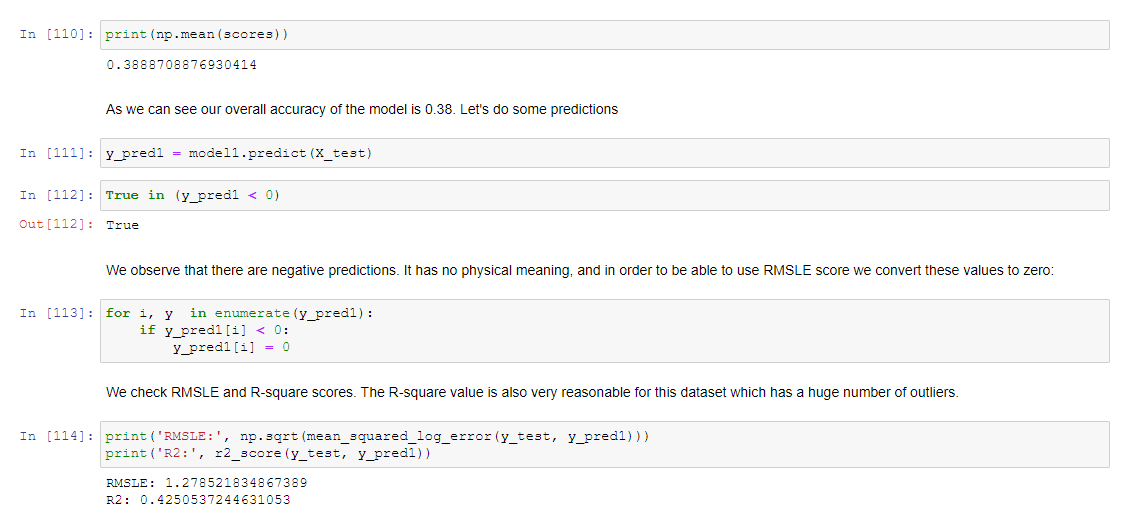 In [110]: print(np.mean(scores))
0.3888708876930414
As we can see our overall accuracy of the model is 0.38. Let's do some predictions
In [111]: y_pred1 = model1.predict(X_test)
In [112]: True in (y_pred1 < 0)
Out[112]: True
We observe that there are negative predictions. It has no physical meaning, and in order to be able to use RMSLE score we convert these values to zero:
In [113]: for i, y  in enumerate(y_pred1):
    if y_pred1[i] < 0:
        y_pred1[i] = 0
We check RMSLE and R-square scores. The R-square value is also very reasonable for this dataset which has a huge number of outliers.
In [114]: print('RMSLE:', np.sqrt(mean_squared_log_error(y_test, y_pred1)))
print('R2:', r2_score(y_test, y_pred1))
RMSLE: 1.278521834867389
R2: 0.4250537244631053